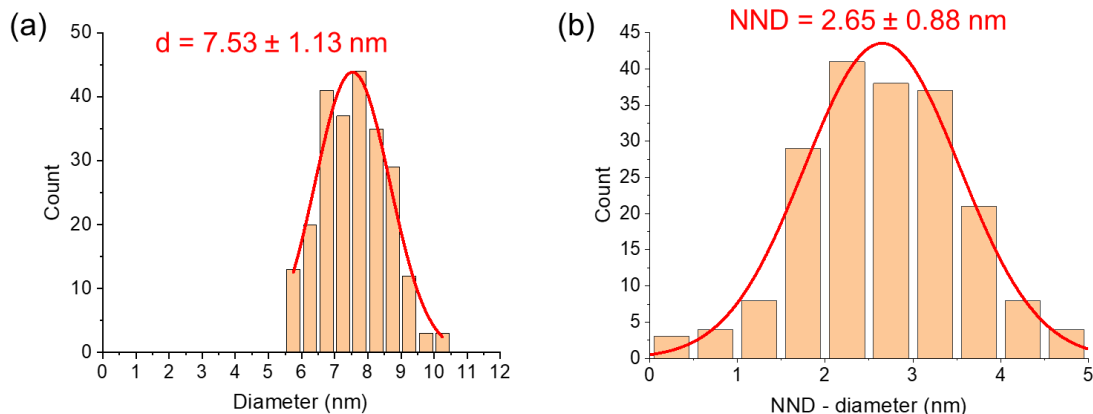 (a)
d = 7.53 ± 1.13 nm
50
40
30
20
10
0
Count
0 1 2 3 4 5 6 7 8 9 10 11 12
Diameter (nm)
(b)
NND = 2.65 ± 0.88 nm
45
40
35
30
25
20
15
10
5
0
Count
0 1 2 3 4 5
NND - diameter (nm)